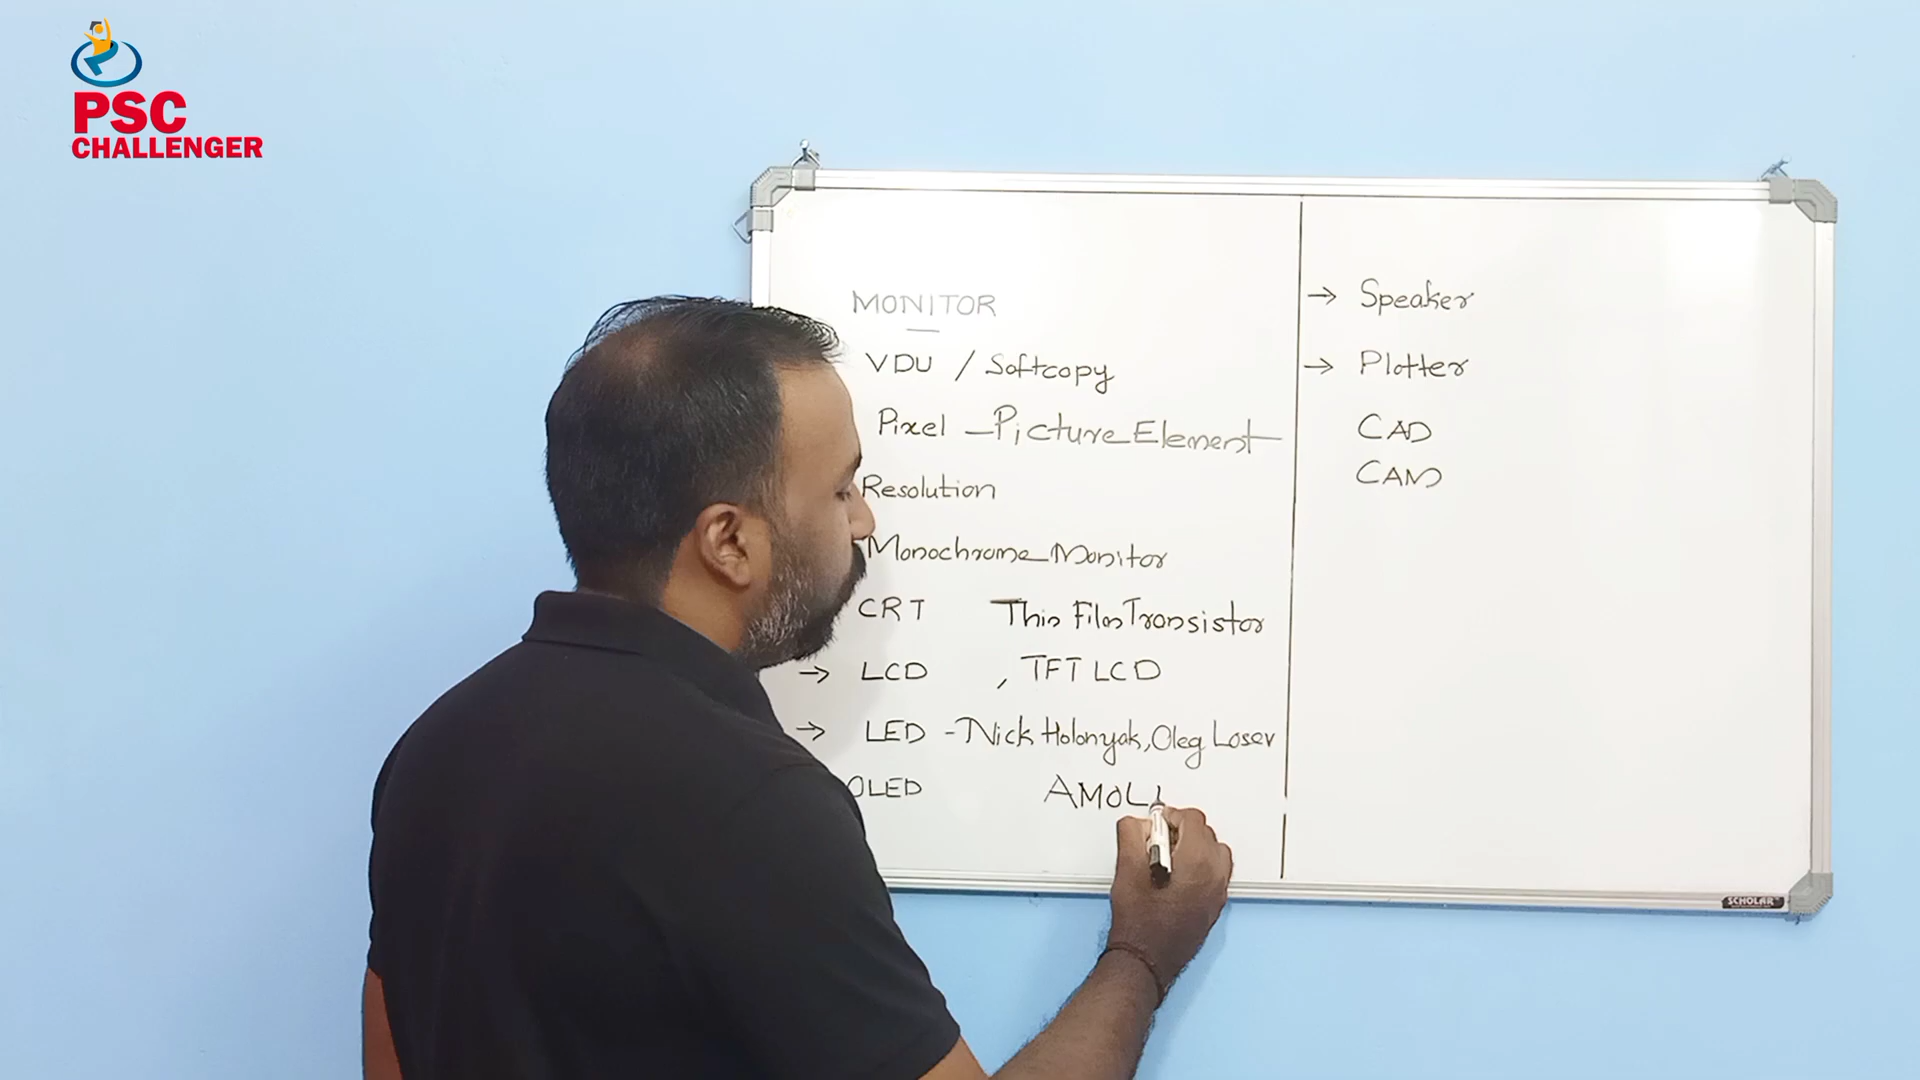 PSC
CHALLENGER
MONITOR
VDU / Softcopy
Pixel - Picture Element
Resolution
Monochrome Monitor
CRT Thin Film Transistor
→ LCD , TFT LCD
→ LED - Nick Holonyak, Oleg Losev
OLED AMOL
→ Speaker
→ Plotter
CAD
CAM
SCHOLAR